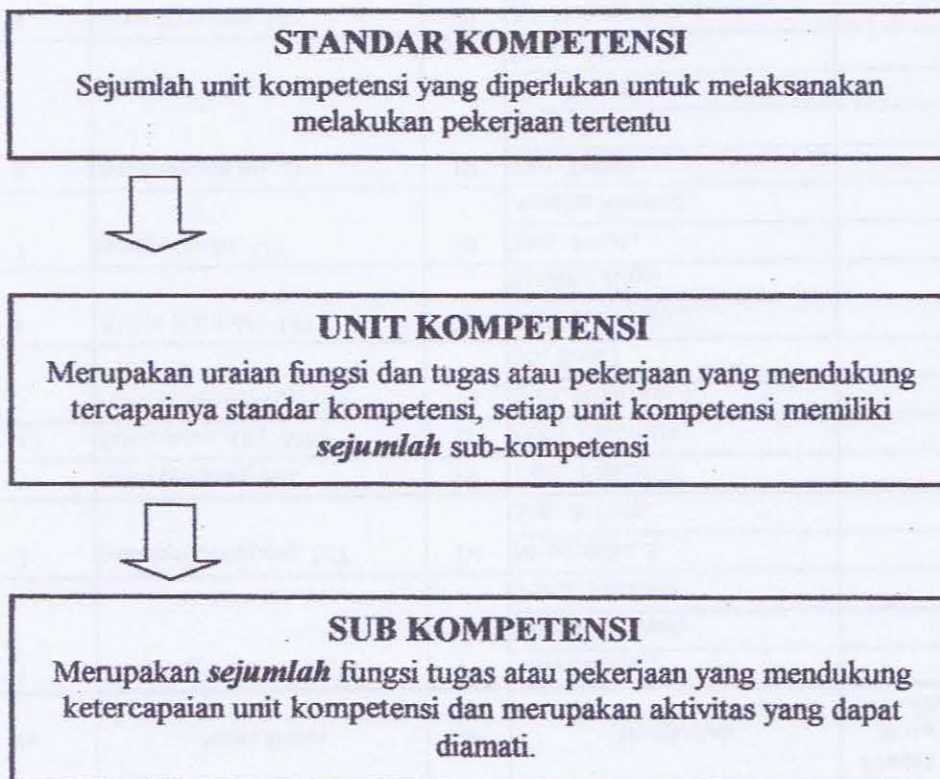 STANDAR KOMPETENSI
Sejumlah unit kompetensi yang diperlukan untuk melaksanakan
melakukan pekerjaan tertentu
UNIT KOMPETENSI
Merupakan uraian fungsi dan tugas atau pekerjaan yang mendukung
tercapainya standar kompetensi, setiap unit kompetensi memiliki
sejumlah sub-kompetensi
SUB KOMPETENSI
Merupakan sejumlah fungsi tugas atau pekerjaan yang mendukung
ketercapaian unit kompetensi dan merupakan aktivitas yang dapat
diamati.